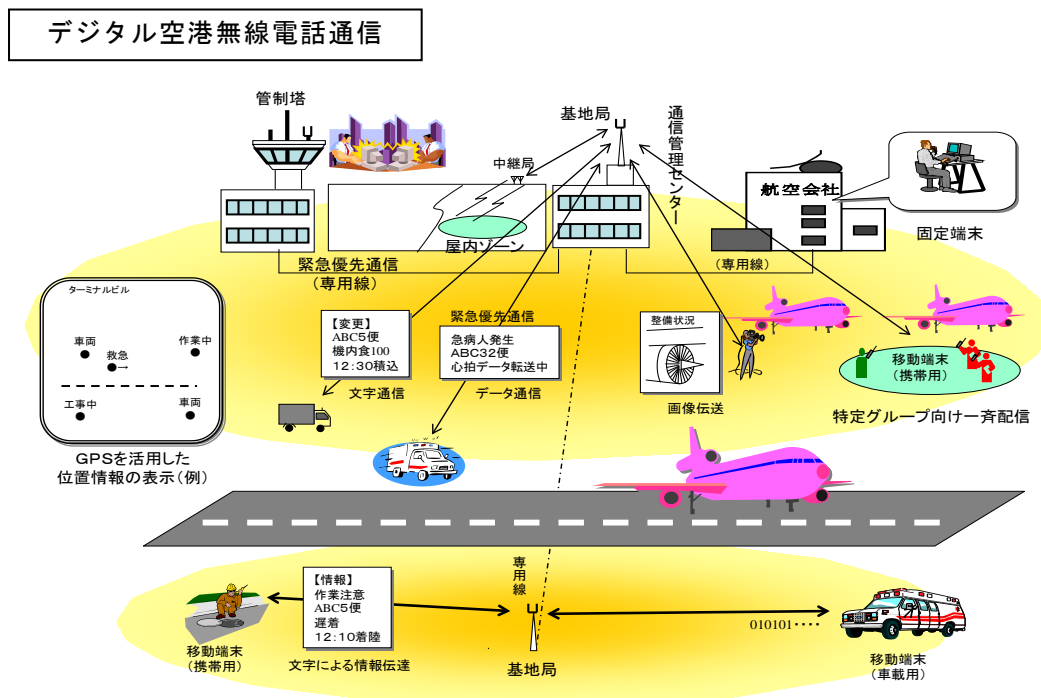 デジタル空港無線電話通信
管制塔
基地局
通信管理センター
中継局
航空会社
屋内ゾーン
固定端末
緊急優先通信
(専用線)
(専用線)
ターミナルビル
車両
作業中
救急
→
工事中
車両
GPSを活用した
位置情報の表示(例)
【変更】
ABC5便
機内食100
12:30積込
文字通信
緊急優先通信
急病人発生
ABC32便
心拍データ転送中
データ通信
整備状況
画像伝送
移動端末
(携帯用)
特定グループ向け一斉配信
専用線
【情報】
作業注意
ABC5便
遅着
12:10着陸
移動端末
(携帯用)
文字による情報伝達
基地局
010101････
移動端末
(車載用)